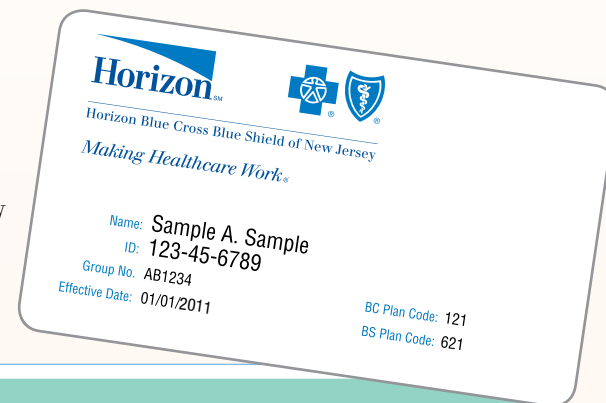 Horizon SM
® ®
Horizon Blue Cross Blue Shield of New Jersey
Making Healthcare Work®
Name: Sample A. Sample
ID: 123-45-6789
Group No. AB1234
Effective Date: 01/01/2011
BC Plan Code: 121
BS Plan Code: 621